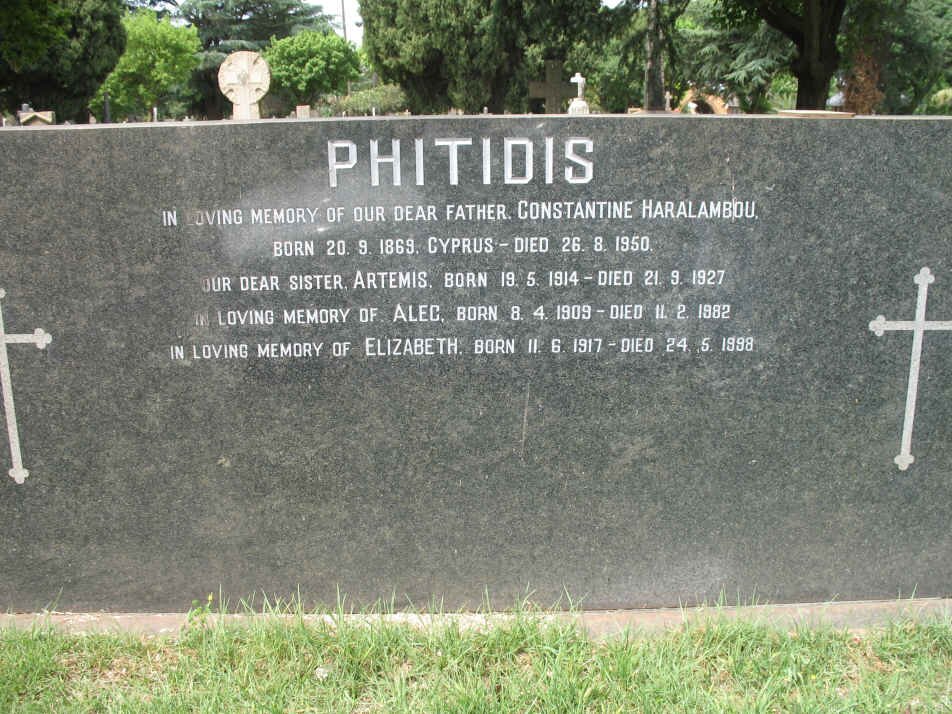 PHITIDIS
IN LOVING MEMORY OF OUR DEAR FATHER, CONSTANTINE HARALAMBOU,
BORN 20. 9. 1869, CYPRUS – DIED 26. 8. 1950,
OUR DEAR SISTER, ARTEMIS, BORN 19. 5. 1914 – DIED 21. 9. 1927
IN LOVING MEMORY OF, ALEC, BORN 8. 4. 1909 – DIED 11. 2. 1982
IN LOVING MEMORY OF ELIZABETH, BORN 11. 6. 1917 – DIED 24. 5. 1998